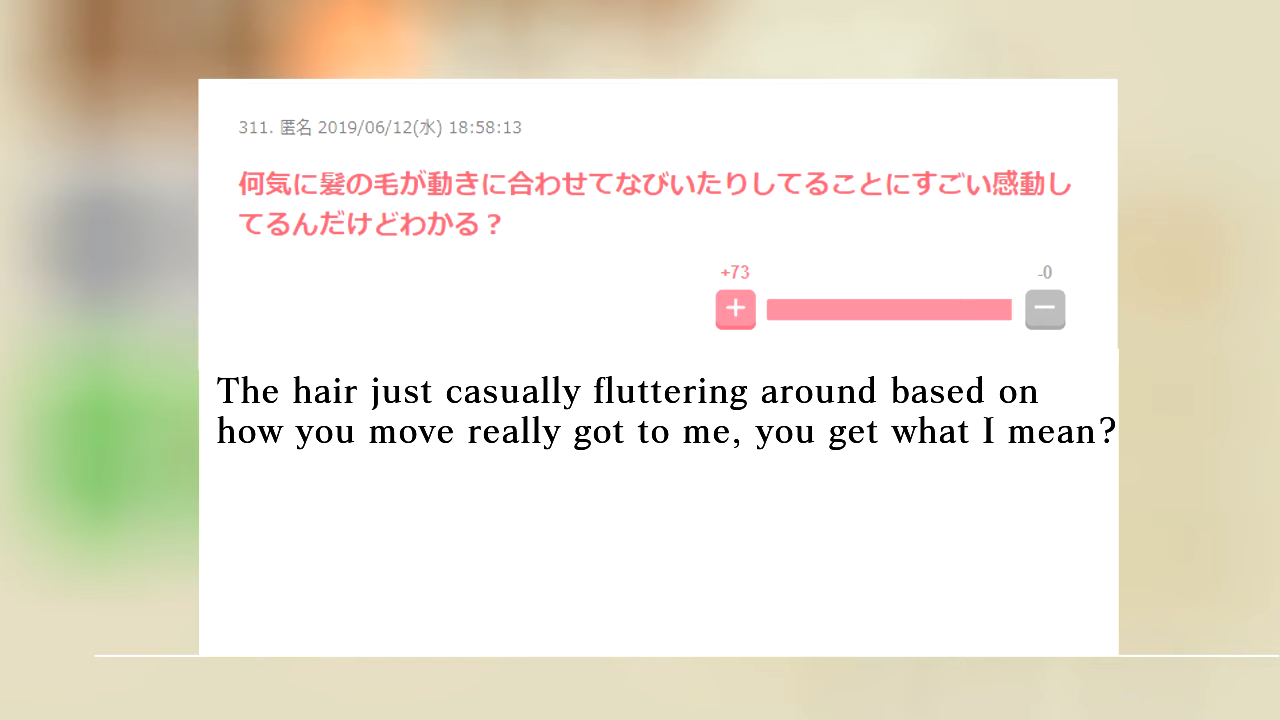 311. 匿名 2019/06/12(水) 18:58:13
何気に髪の毛が動きに合わせてなびいたりしてることにすごい感動し
てるんだけどわかる？
+73 -0
The hair just casually fluttering around based on
how you move really got to me, you get what I mean?